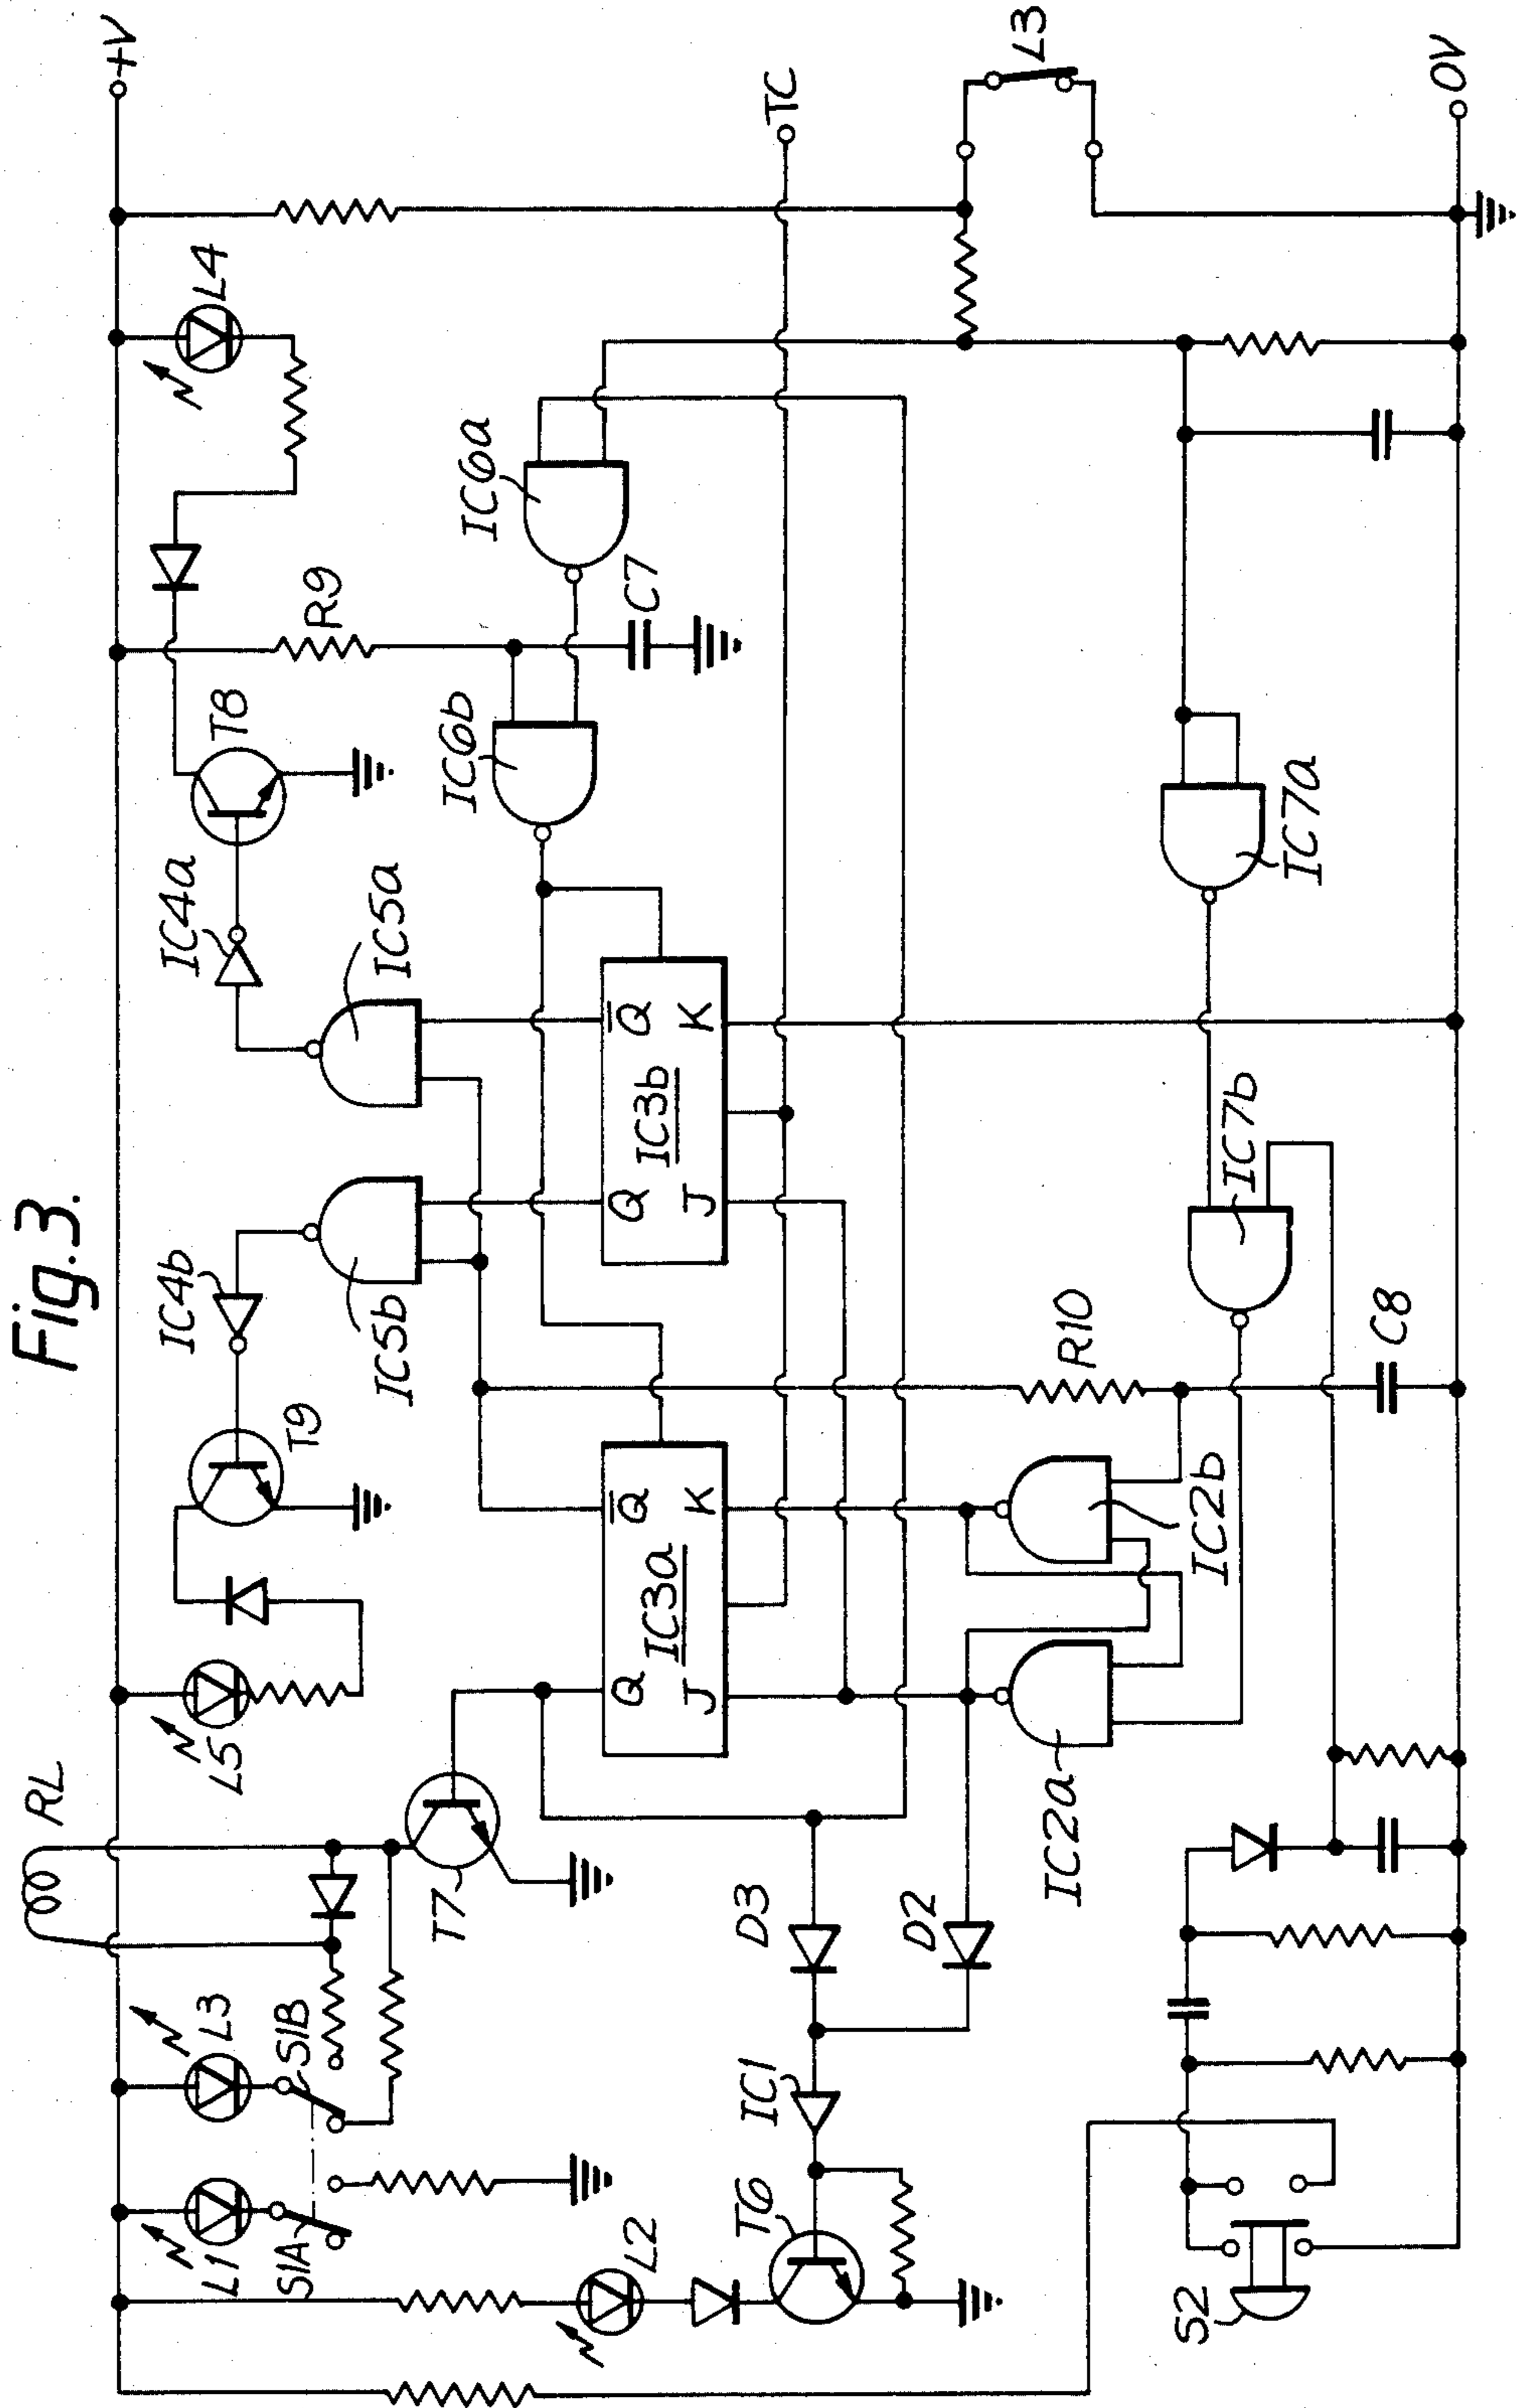 Fig.3.
RL
+V
L1
L3
L5
L4
S1A
S1B
T9
IC4b
IC4a
T8
R9
L2
T7
IC5b
IC5a
IC6b
IC6a
C7
Q
Q̅
IC3a
J
K
Q
Q̅
IC3b
J
K
TC
T6
IC1
D3
D2
IC2a
IC2b
R10
L3
IC7b
IC7a
S2
C8
OV